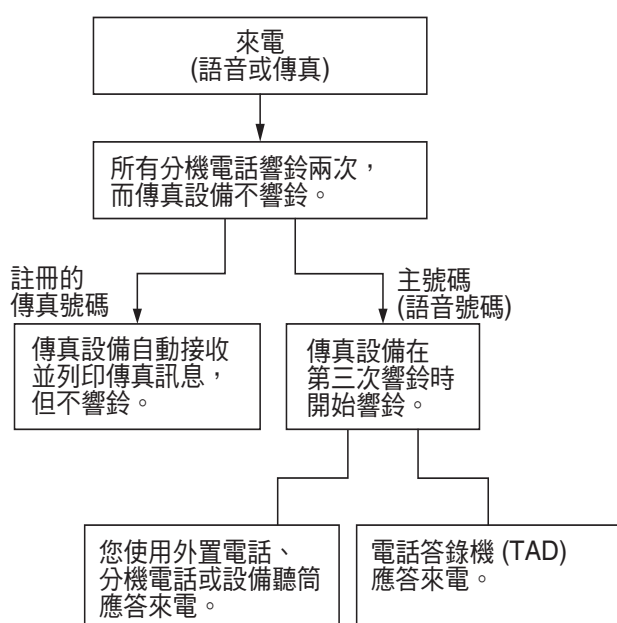 來電
(語音或傳真)
所有分機電話響鈴兩次，
而傳真設備不響鈴。
註冊的
傳真號碼
主號碼
(語音號碼)
傳真設備自動接收
並列印傳真訊息，
但不響鈴。
傳真設備在
第三次響鈴時
開始響鈴。
您使用外置電話、
分機電話或設備聽筒
應答來電。
電話答錄機 (TAD)
應答來電。